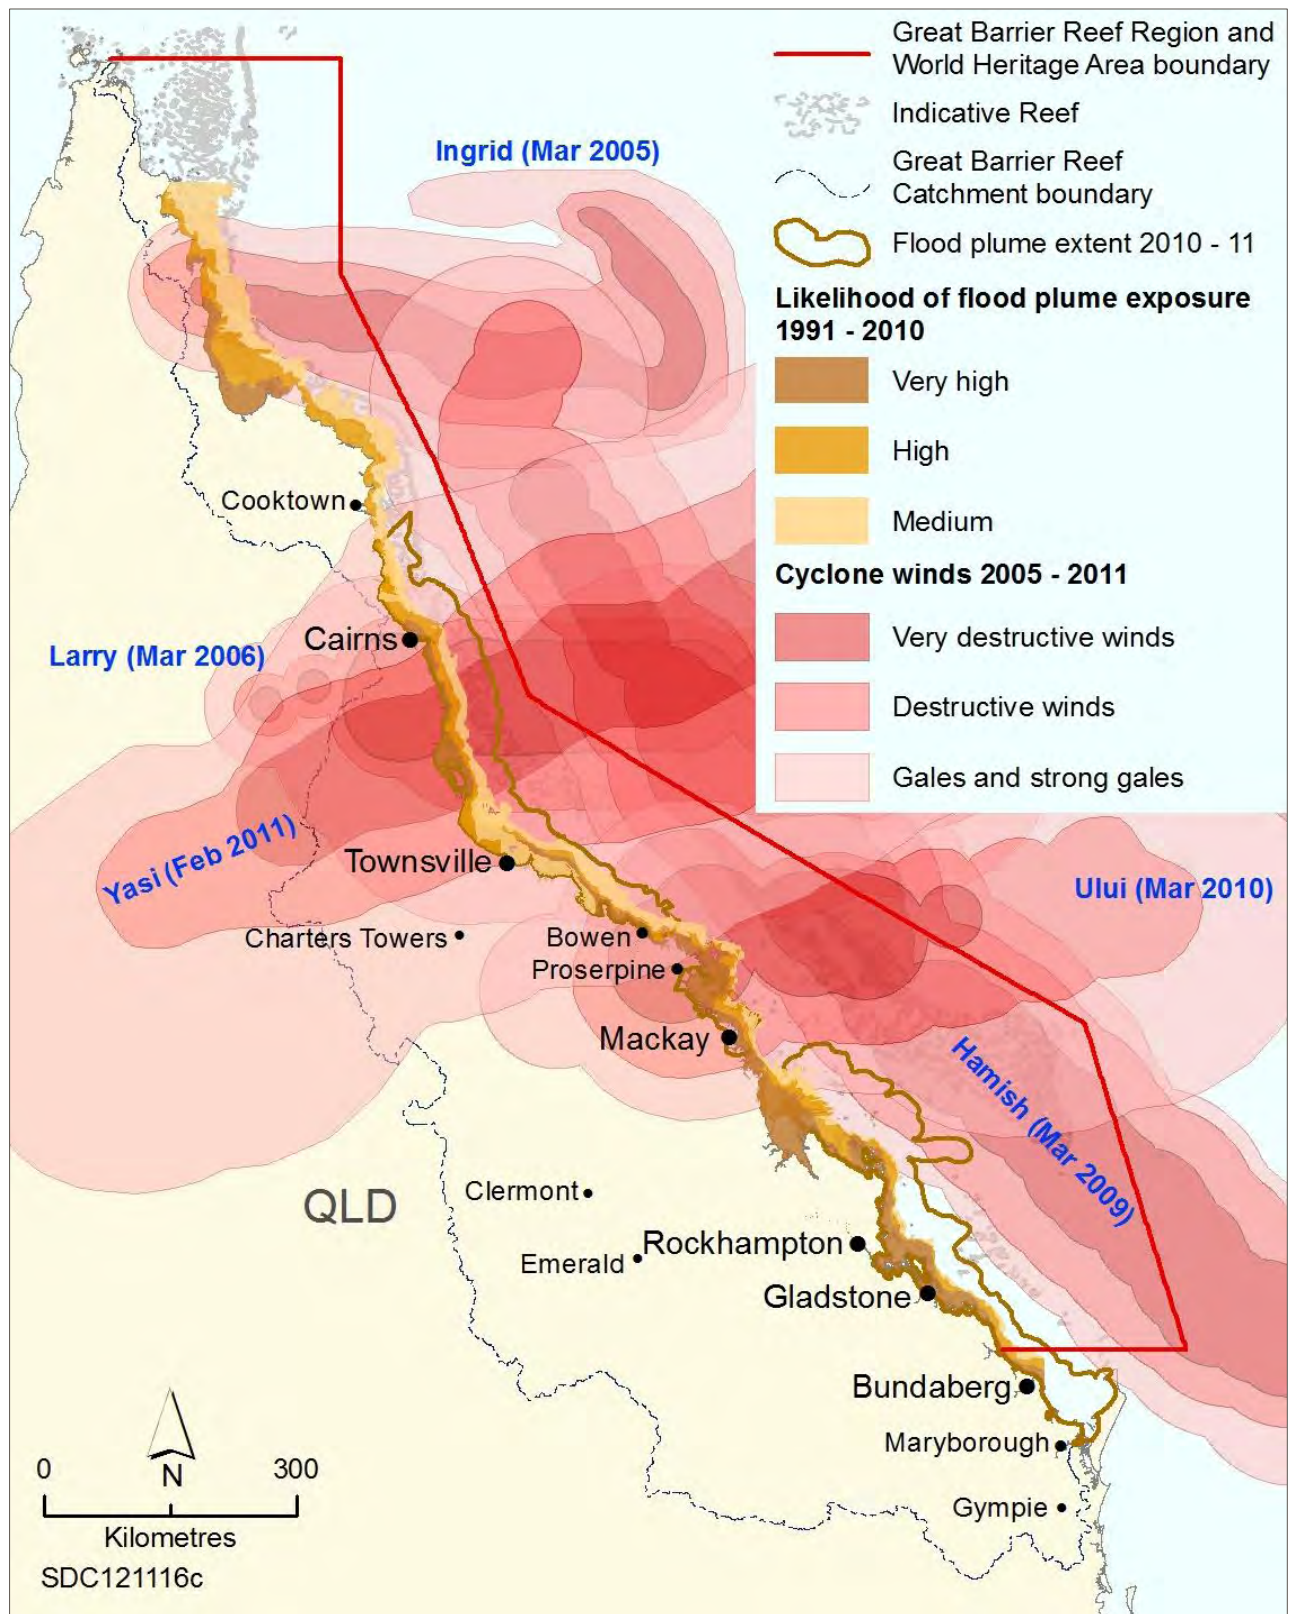 Great Barrier Reef Region and
World Heritage Area boundary
Indicative Reef
Great Barrier Reef
Catchment boundary
Flood plume extent 2010 - 11
Likelihood of flood plume exposure
1991 - 2010
Very high
High
Medium
Cyclone winds 2005 - 2011
Very destructive winds
Destructive winds
Gales and strong gales
Ingrid (Mar 2005)
Cooktown
Cairns
Larry (Mar 2006)
Yasi (Feb 2011)
Townsville
Ului (Mar 2010)
Charters Towers
Bowen
Proserpine
Mackay
Hamish (Mar 2009)
Clermont
QLD
Rockhampton
Emerald
Gladstone
Bundaberg
Maryborough
Gympie
0 300
N
Kilometres
SDC121116c